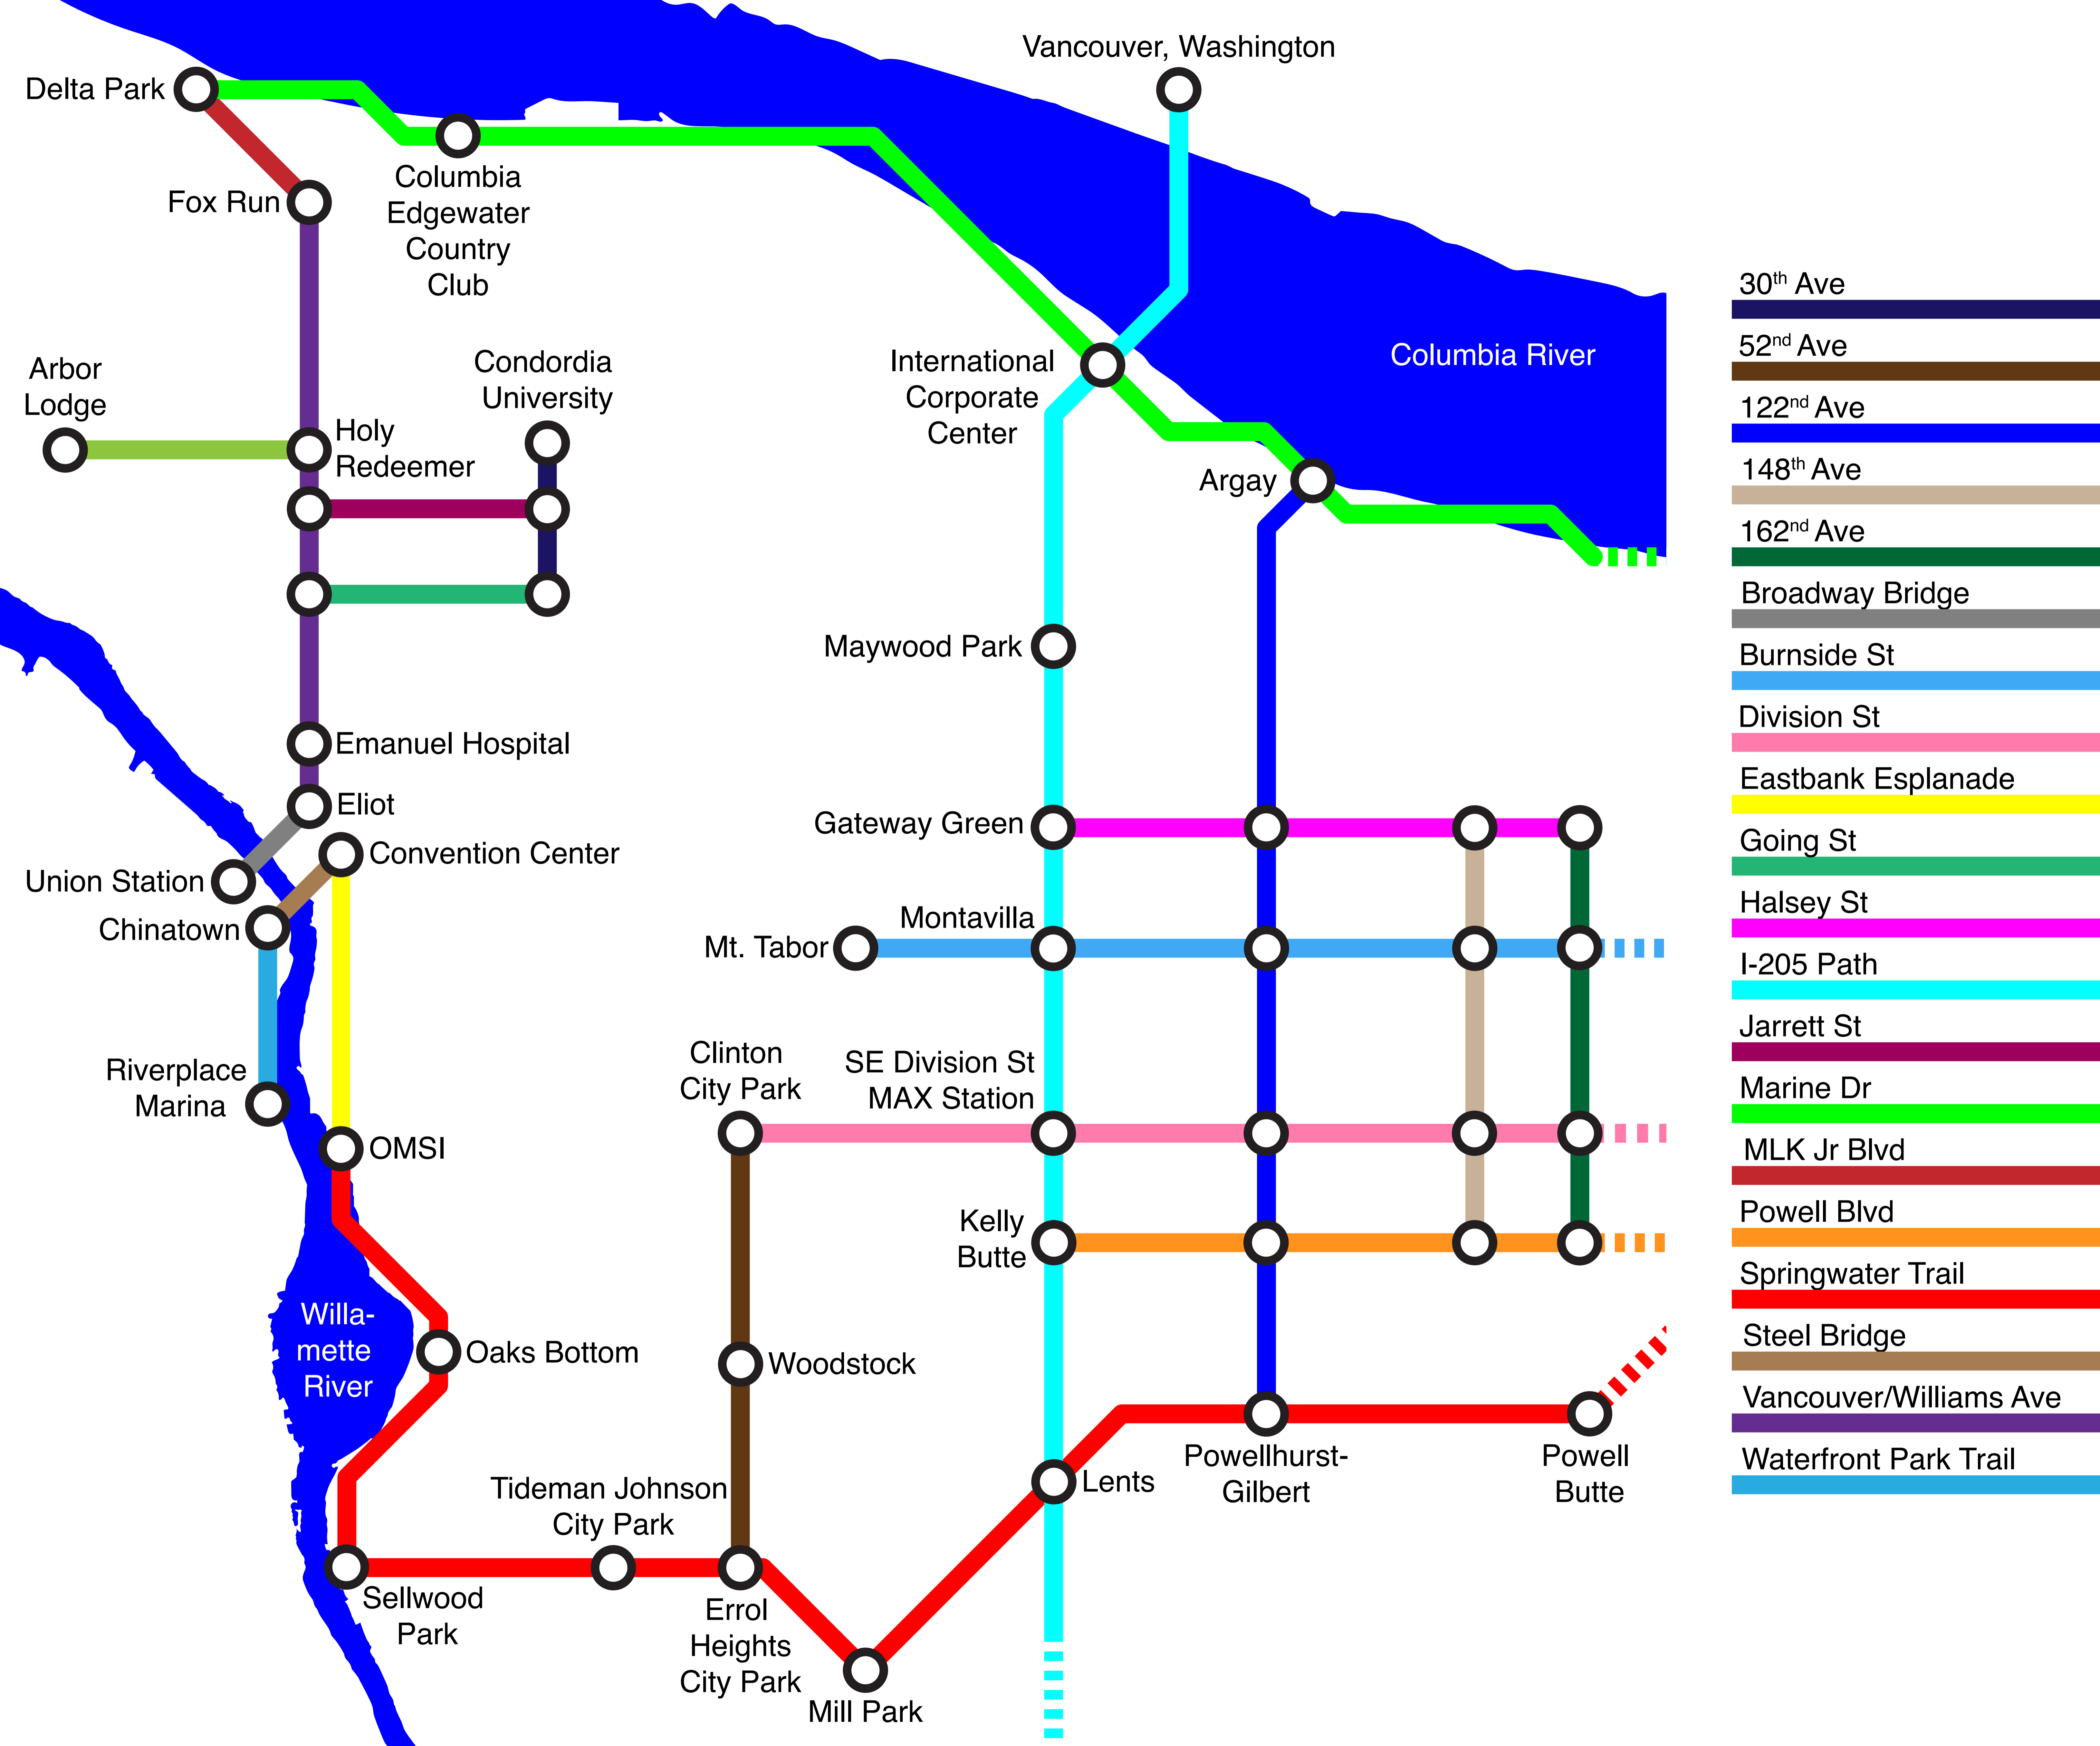 Vancouver, Washington
Delta Park
Columbia
Edgewater
Country
Club
Fox Run
Arbor
Lodge
Condordia
University
Holy
Redeemer
International
Corporate
Center
Columbia River
Argay
Maywood Park
Emanuel Hospital
Eliot
Convention Center
Union Station
Chinatown
Gateway Green
Montavilla
Mt. Tabor
Riverplace
Marina
OMSI
Clinton
City Park
SE Division St
MAX Station
Kelly
Butte
Willa-
mette
River
Oaks Bottom
Woodstock
Tideman Johnson
City Park
Lents
Powellhurst-
Gilbert
Powell
Butte
Sellwood
Park
Errol
Heights
City Park
Mill Park
30th Ave
52nd Ave
122nd Ave
148th Ave
162nd Ave
Broadway Bridge
Burnside St
Division St
Eastbank Esplanade
Going St
Halsey St
I-205 Path
Jarrett St
Marine Dr
MLK Jr Blvd
Powell Blvd
Springwater Trail
Steel Bridge
Vancouver/Williams Ave
Waterfront Park Trail